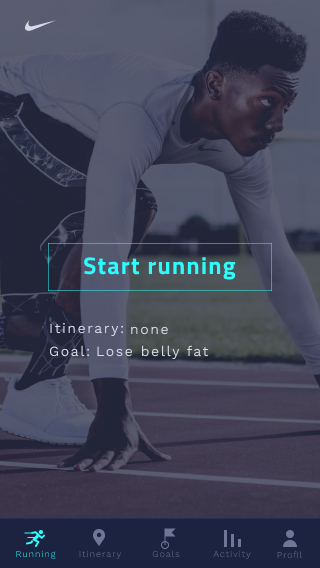 Start running
Itinerary: none
Goal: Lose belly fat
Running Itinerary Goals Activity Profil